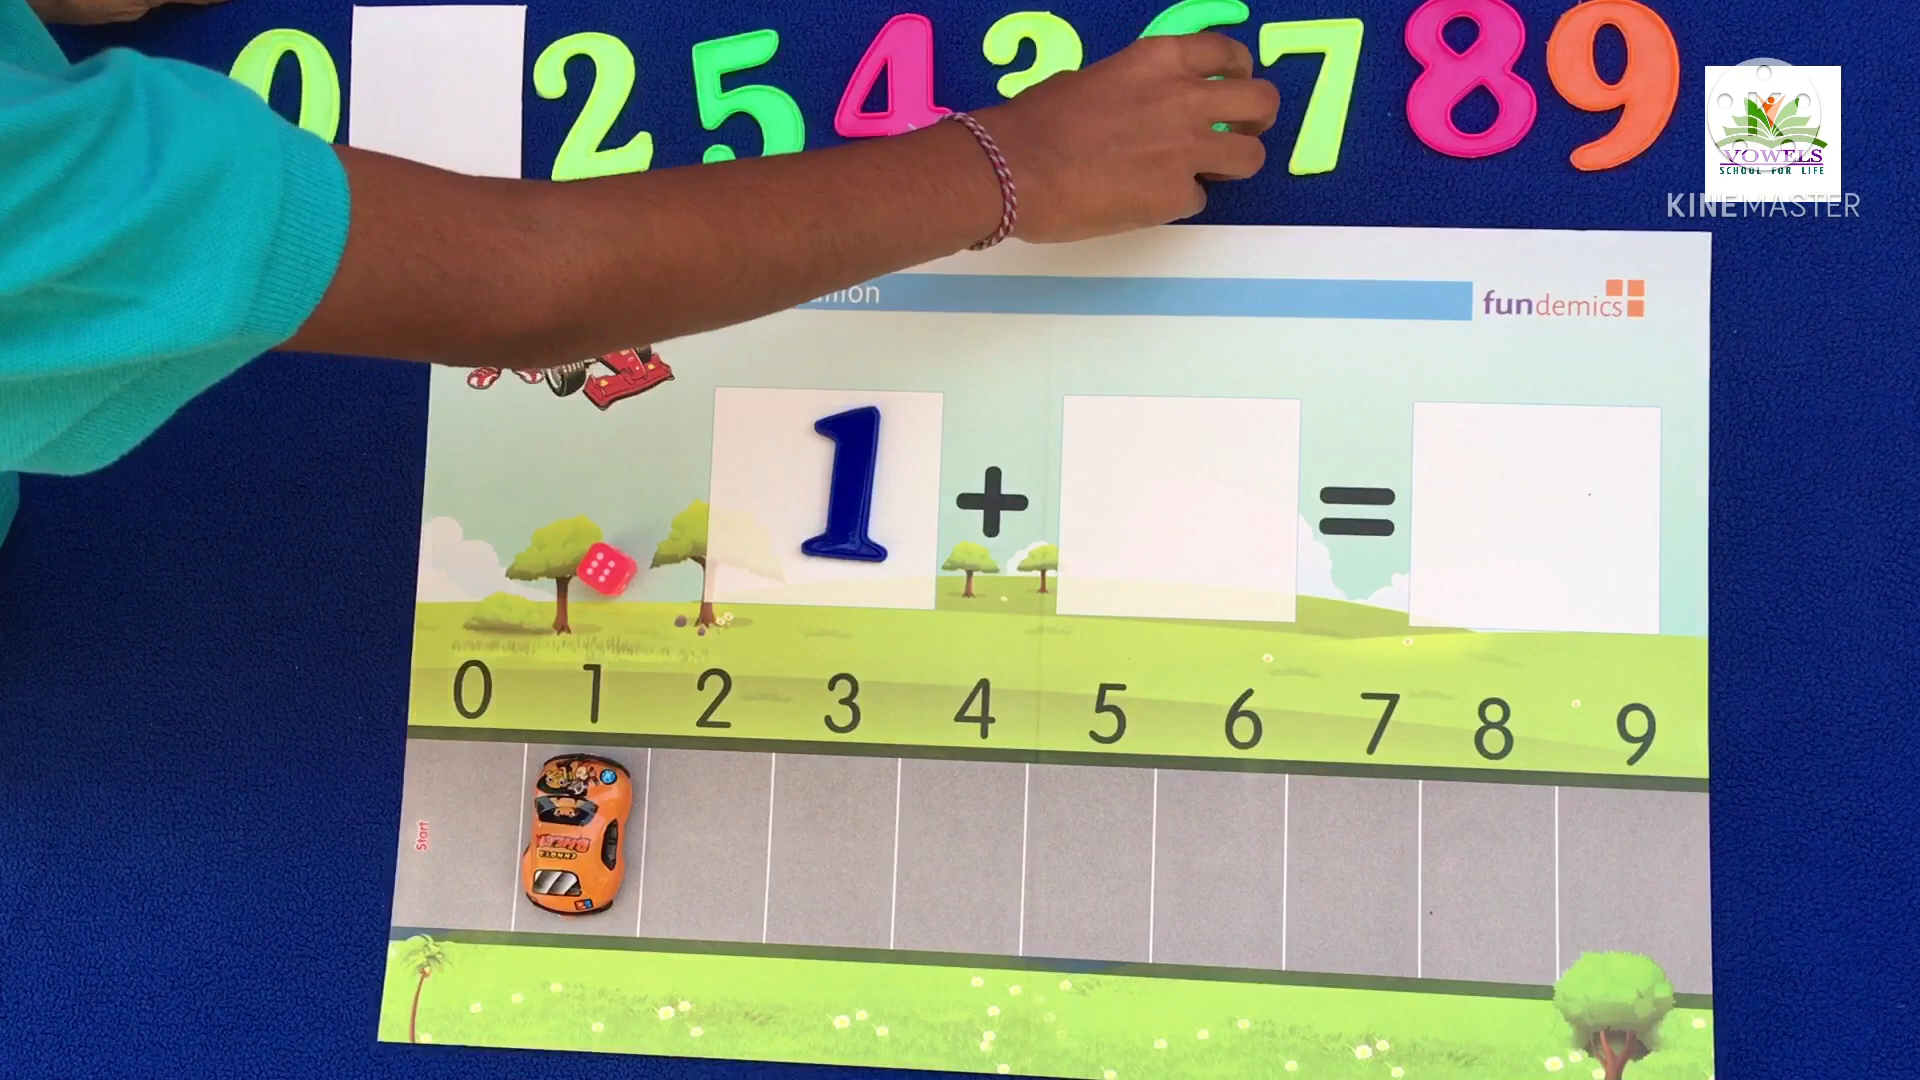 0 2 5 4 3 6 7 8 9
VOWELS
SCHOOL FOR LIFE
KINEMASTER
fundemics
1 + =
0 1 2 3 4 5 6 7 8 9
Start